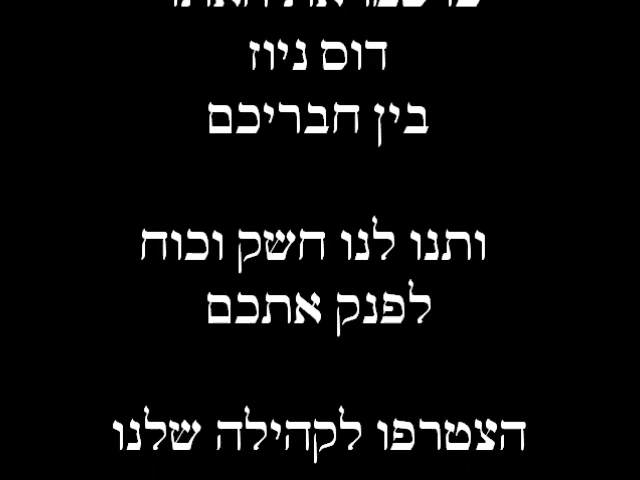 דוס ניוז
בין חבריכם
ותנו לנו חשק וכוח
לפנק אתכם
הצטרפו לקהילה שלנו